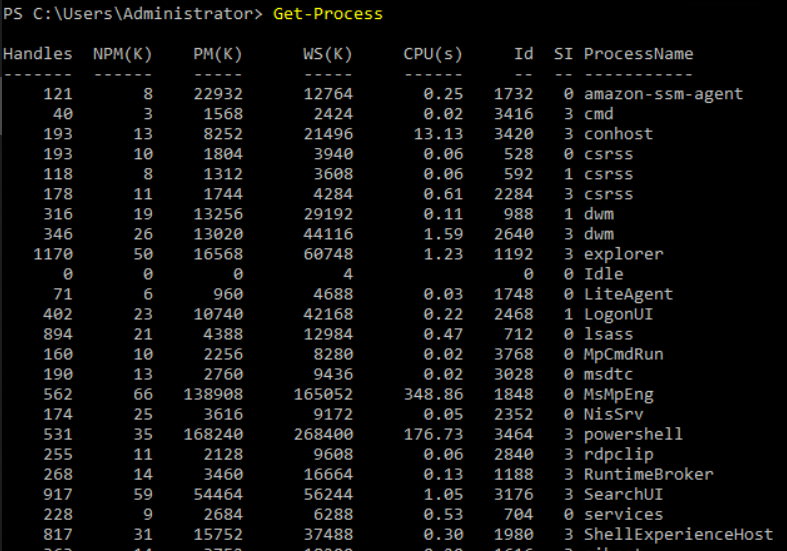 PS C:\Users\Administrator> Get-Process
Handles NPM(K) PM(K) WS(K) CPU(s) Id SI ProcessName
------- ------ ----- ----- ------ -- -- -----------
121 8 22932 12764 0.25 1732 0 amazon-ssm-agent
40 3 1568 2424 0.02 3416 3 cmd
193 13 8252 21496 13.13 3420 3 conhost
193 10 1804 3940 0.06 528 0 csrss
118 8 1312 3608 0.06 592 1 csrss
178 11 1744 4284 0.61 2284 3 csrss
316 19 13256 29192 0.11 988 1 dwm
346 26 13020 44116 1.59 2640 3 dwm
1170 50 16568 60748 1.23 1192 3 explorer
0 0 0 4 0 0 Idle
71 6 960 4688 0.03 1748 0 LiteAgent
402 23 10740 42168 0.22 2468 1 LogonUI
894 21 4388 12984 0.47 712 0 lsass
160 10 2256 8280 0.02 3768 0 MpCmdRun
190 13 2760 9436 0.02 3028 0 msdtc
562 66 138908 165052 348.86 1848 0 MsMpEng
174 25 3616 9172 0.05 2352 0 NisSrv
531 35 168240 268400 176.73 3464 3 powershell
255 11 2128 9608 0.06 2840 3 rdpclip
268 14 3460 16664 0.13 1188 3 RuntimeBroker
917 59 54464 56244 1.05 3176 3 SearchUI
228 9 2684 6288 0.53 704 0 services
817 31 15752 37488 0.30 1980 3 ShellExperienceHost